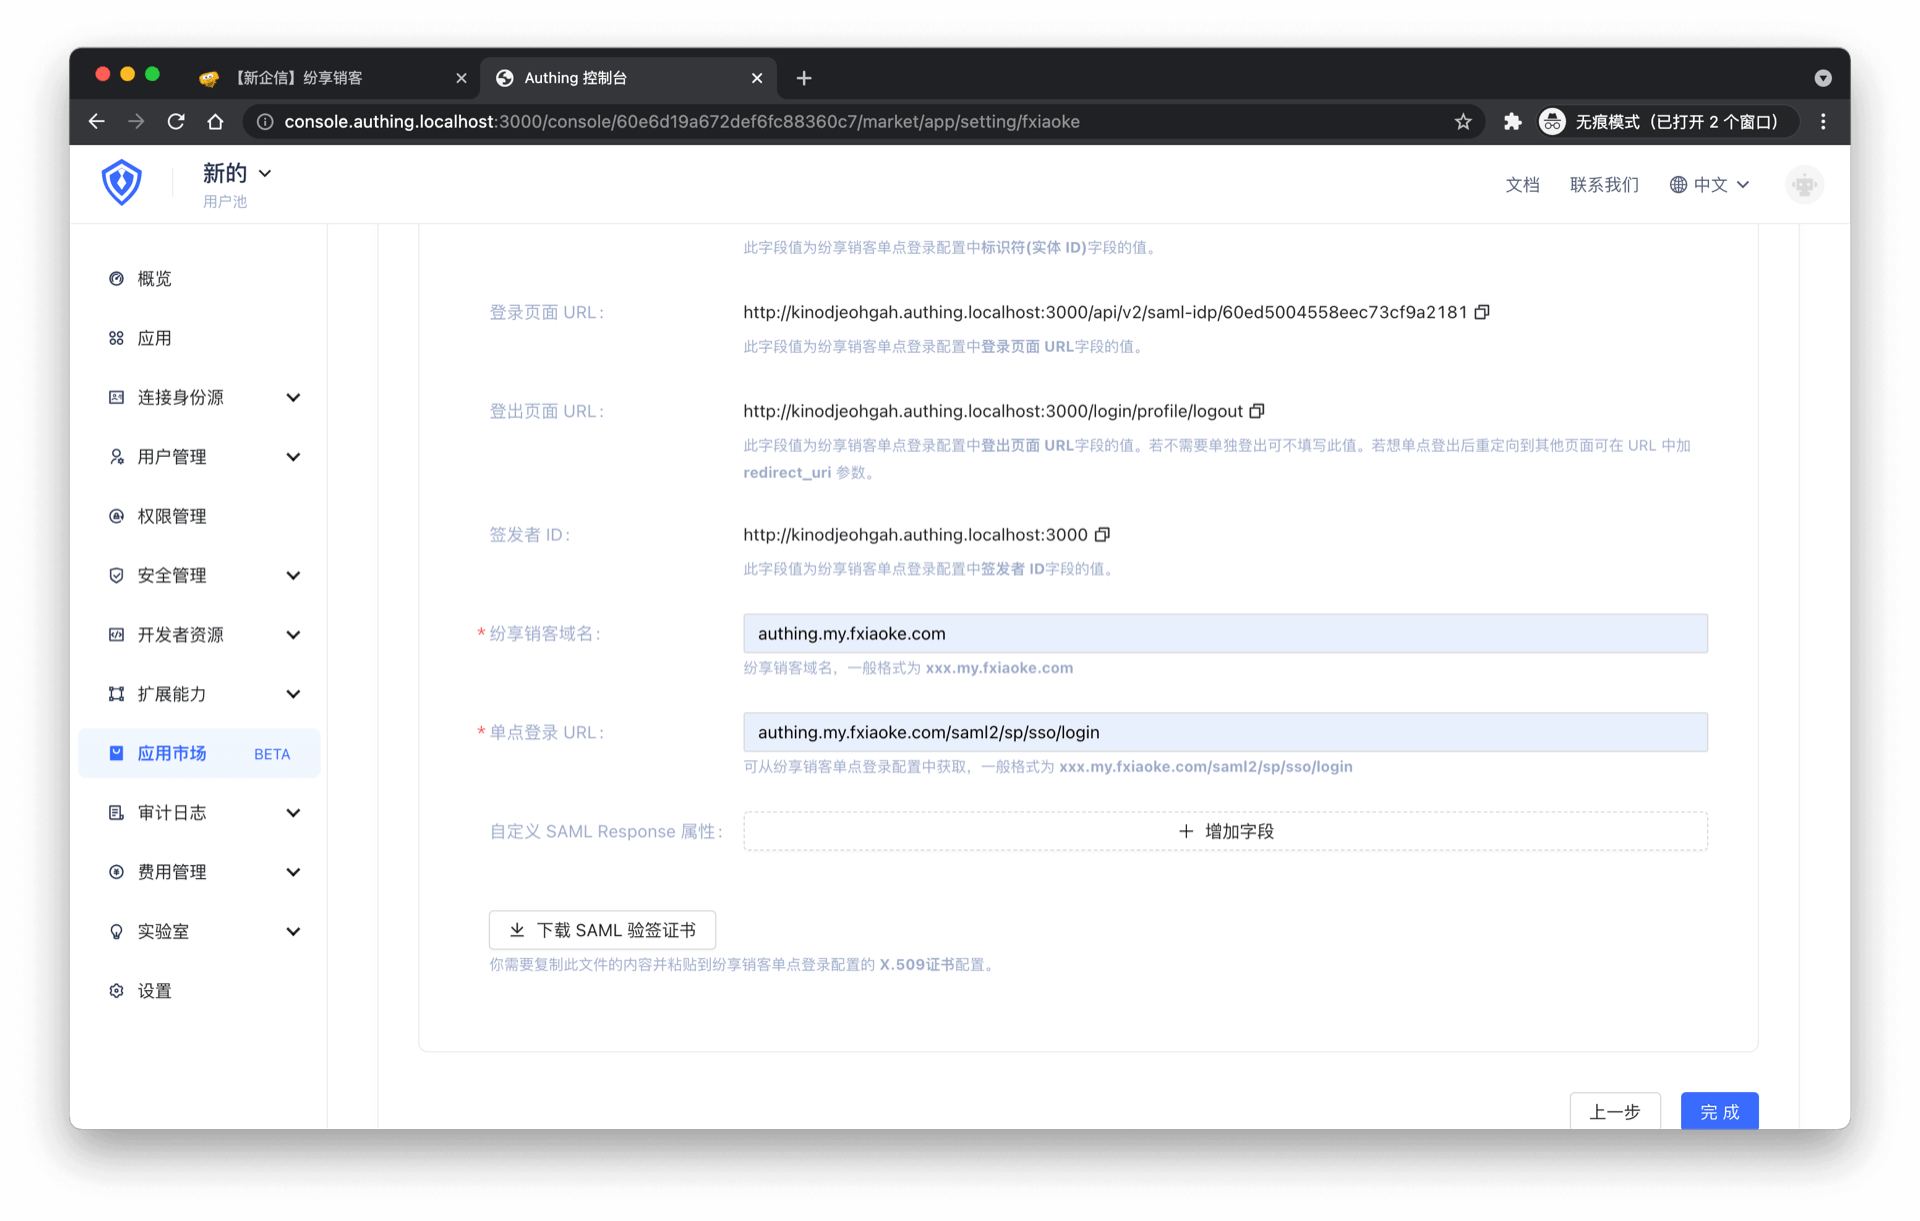 【新企信】纷享销客
Authing 控制台
console.authing.localhost:3000/console/60e6d19a672def6fc88360c7/market/app/setting/fxiaoke
无痕模式（已打开 2 个窗口）
新的
用户池
文档
联系我们
中文
概览
应用
连接身份源
用户管理
权限管理
安全管理
开发者资源
扩展能力
应用市场 BETA
审计日志
费用管理
实验室
设置
此字段值为纷享销客单点登录配置中标识符(实体 ID)字段的值。
登录页面 URL:
http://kinodjeohgah.authing.localhost:3000/api/v2/saml-idp/60ed5004558eec73cf9a2181
此字段值为纷享销客单点登录配置中登录页面 URL字段的值。
登出页面 URL:
http://kinodjeohgah.authing.localhost:3000/login/profile/logout
此字段值为纷享销客单点登录配置中登出页面 URL字段的值。若不需要单独登出可不填写此值。若想单点登出后重定向到其他页面可在 URL 中加
redirect_uri 参数。
签发者 ID:
http://kinodjeohgah.authing.localhost:3000
此字段值为纷享销客单点登录配置中签发者 ID字段的值。
* 纷享销客域名:
authing.my.fxiaoke.com
纷享销客域名，一般格式为 xxx.my.fxiaoke.com
* 单点登录 URL:
authing.my.fxiaoke.com/saml2/sp/sso/login
可从纷享销客单点登录配置中获取，一般格式为 xxx.my.fxiaoke.com/saml2/sp/sso/login
自定义 SAML Response 属性:
增加字段
下载 SAML 验签证书
你需要复制此文件的内容并粘贴到纷享销客单点登录配置的 X.509证书配置。
上一步
完 成